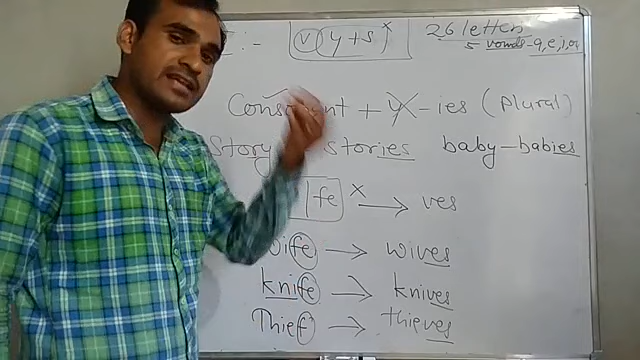 :- (v) y+s x 26 letters
5 vowels - a, e, i, o, u
Consonant + y - ies (plural)
Story stories baby - babies
fe x → ves
wife → wives
knife → knives
Thief → thieves